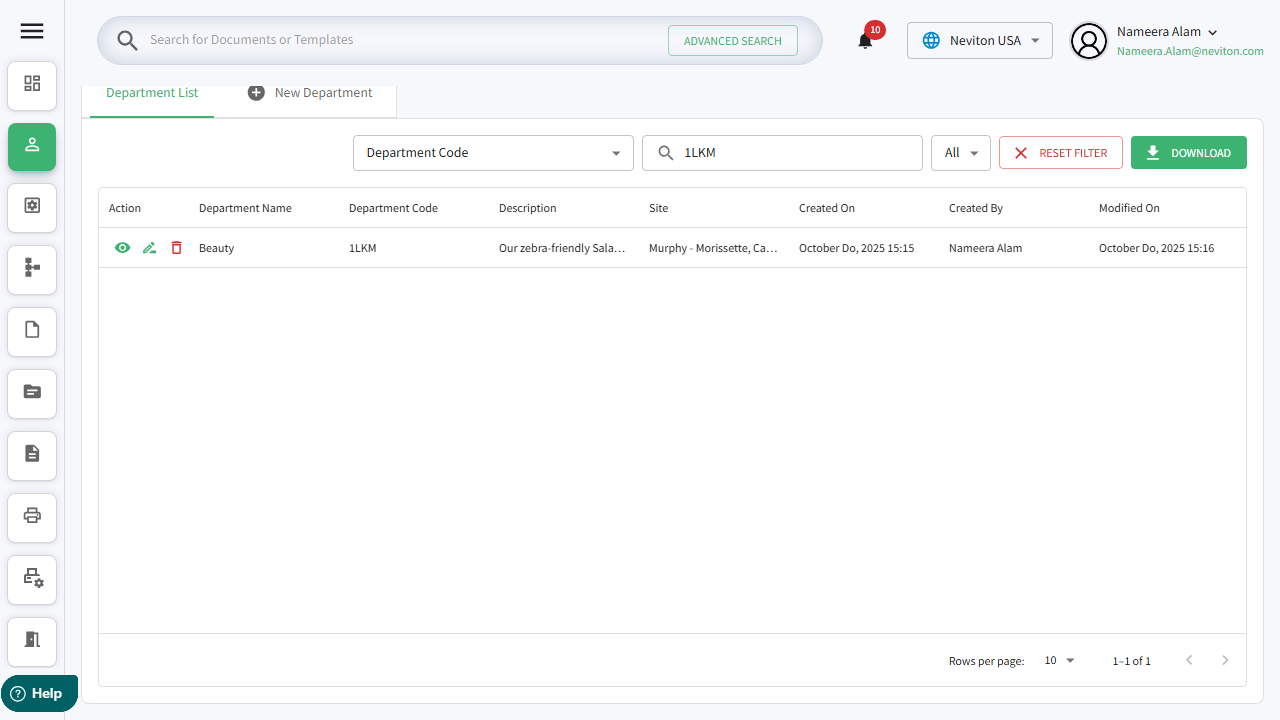 Search for Documents or Templates
ADVANCED SEARCH
10
Neviton USA
Nameera Alam
Nameera.Alam@neviton.com
Department List
New Department
Department Code
1LKM
All
RESET FILTER
DOWNLOAD
Action Department Name Department Code Description Site Created On Created By Modified On
Beauty 1LKM Our zebra-friendly Sala... Murphy - Morissette, Ca... October Do, 2025 15:15 Nameera Alam October Do, 2025 15:16
Rows per page: 10 1–1 of 1
Help